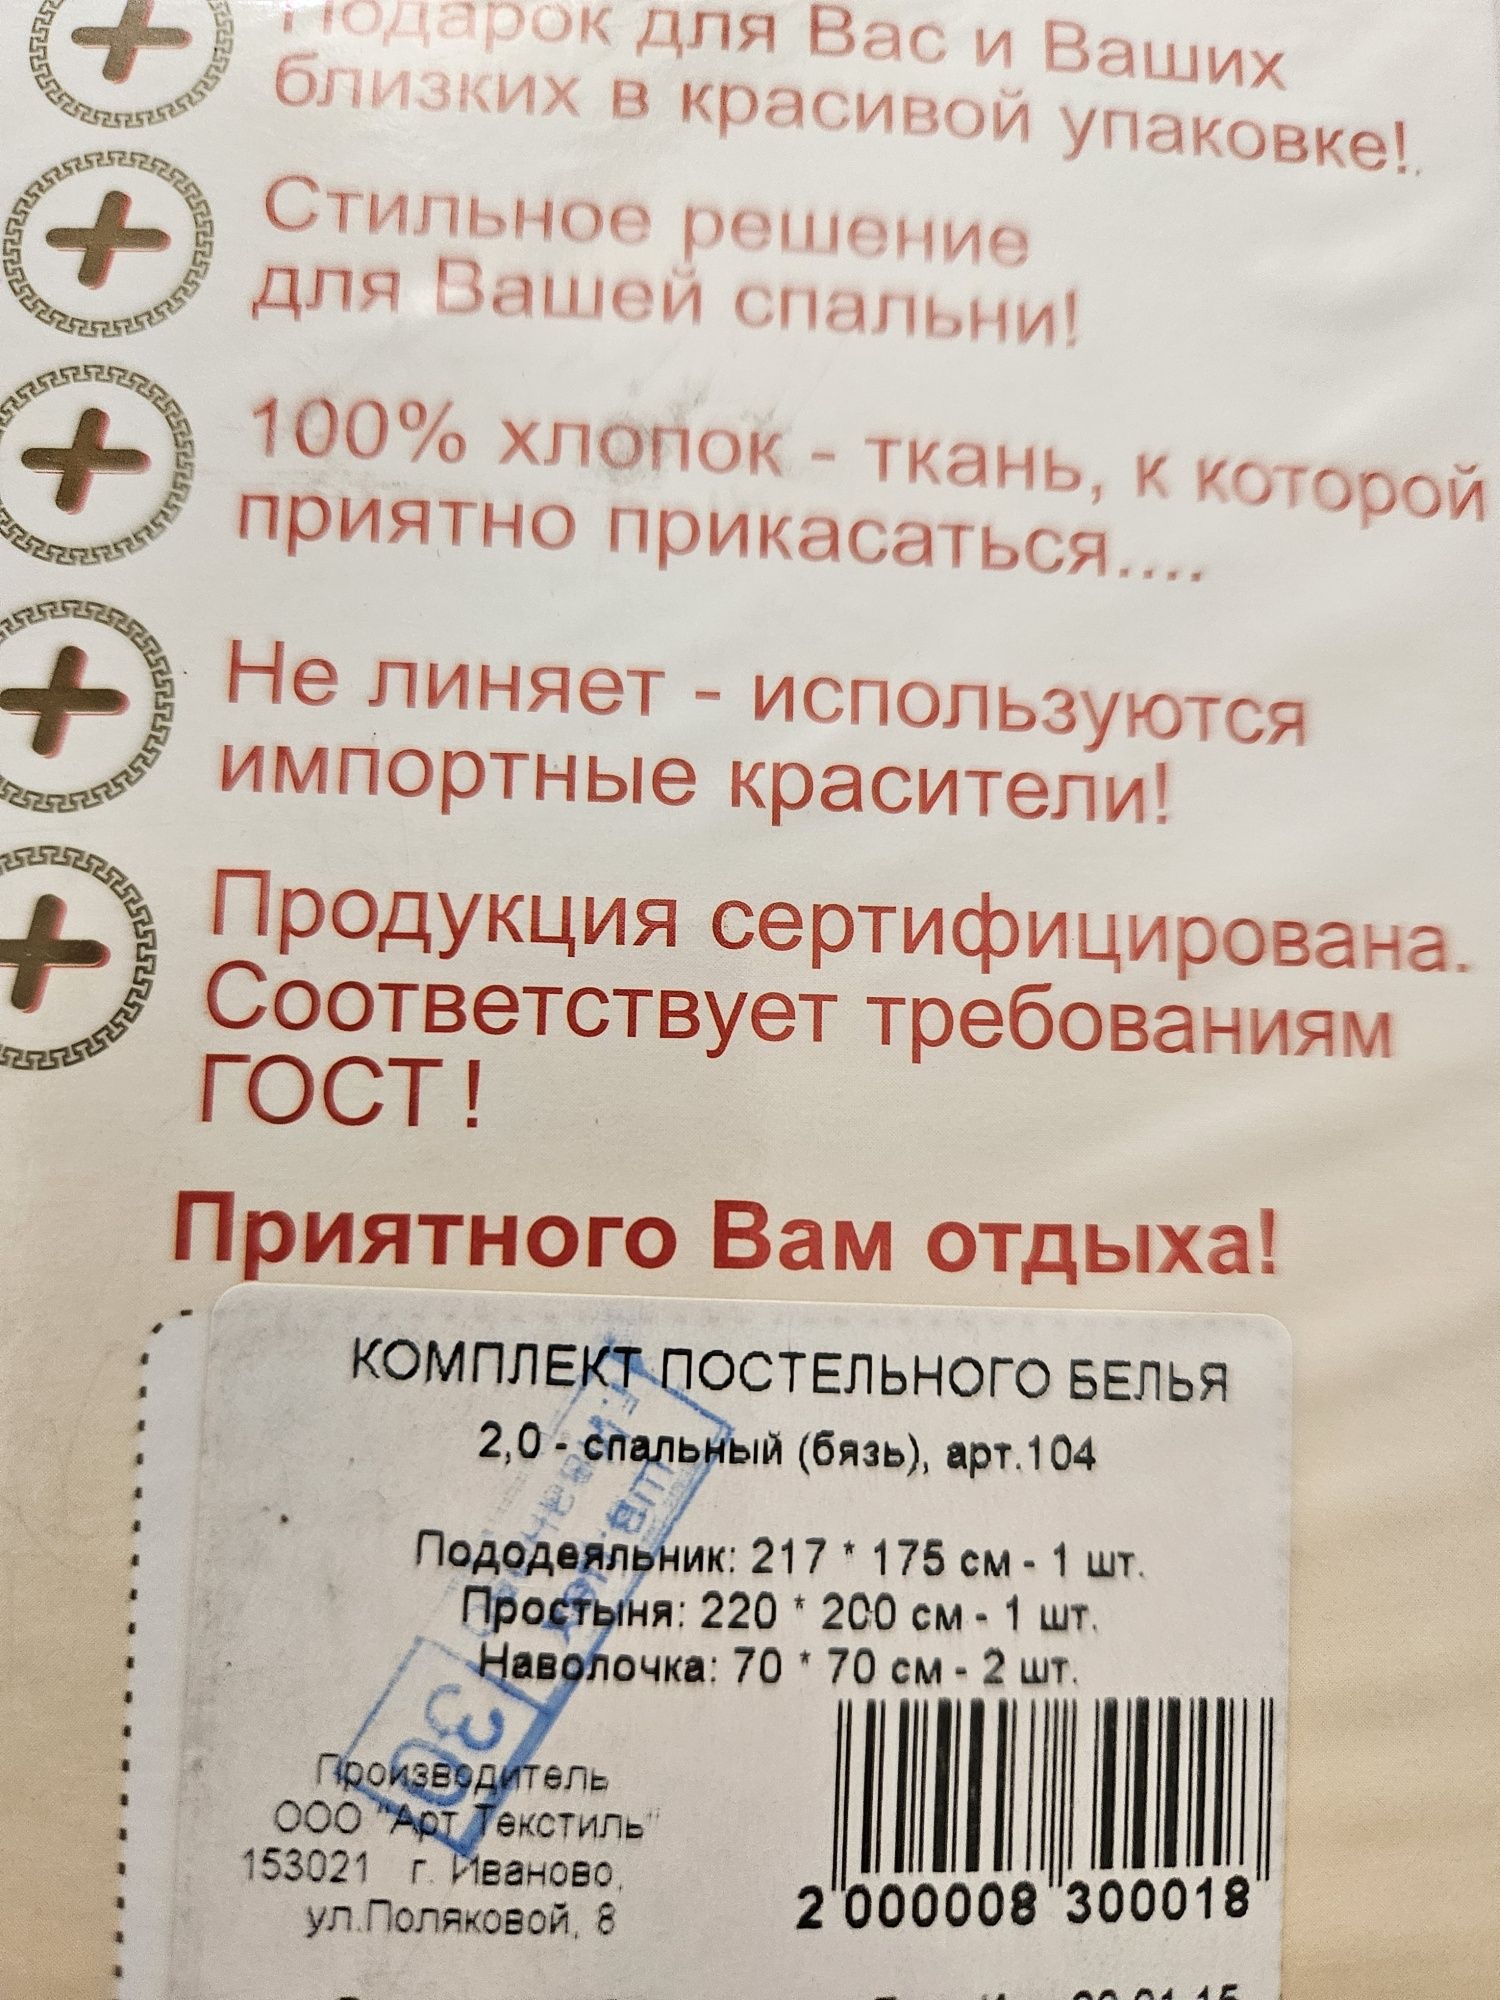 Подарок для Вас и Ваших
близких в красивой упаковке!.
Стильное решение
для Вашей спальни!
100% хлопок - ткань, к которой
приятно прикасаться....
Не линяет - используются
импортные красители!
Продукция сертифицирована.
Соответствует требованиям
ГОСТ!
Приятного Вам отдыха!
КОМПЛЕКТ ПОСТЕЛЬНОГО БЕЛЬЯ
2,0 - спальный (бязь), арт.104
Пододеяльник: 217 * 175 см - 1 шт.
Простыня: 220 * 200 см - 1 шт.
Наволочка: 70 * 70 см - 2 шт.
30
Производитель
ООО "Арт Текстиль"
153021 г. Иваново,
ул.Поляковой, 8
2 000008 300018